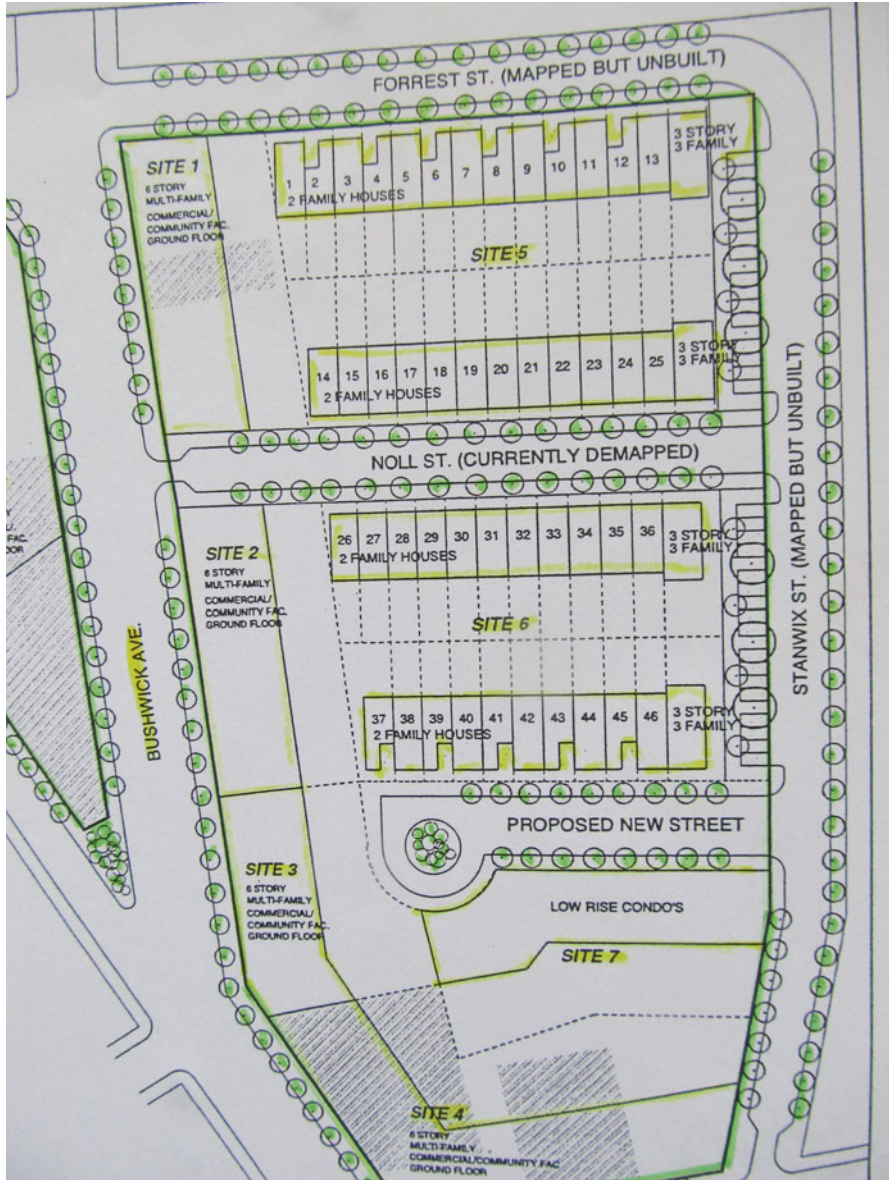 FORREST ST. (MAPPED BUT UNBUILT)
SITE 1
6 STORY
MULTI-FAMILY
COMMERCIAL/
COMMUNITY FAC.
GROUND FLOOR
1 2 3 4 5 6 7 8 9 10 11 12 13
2 FAMILY HOUSES
3 STORY
3 FAMILY
SITE 5
14 15 16 17 18 19 20 21 22 23 24 25
2 FAMILY HOUSES
3 STORY
3 FAMILY
NOLL ST. (CURRENTLY DEMAPPED)
STANWIX ST. (MAPPED BUT UNBUILT)
FAC.
SITE 2
6 STORY
MULTI-FAMILY
COMMERCIAL/
COMMUNITY FAC.
GROUND FLOOR
26 27 28 29 30 31 32 33 34 35 36
2 FAMILY HOUSES
3 STORY
3 FAMILY
SITE 6
BUSHWICK AVE.
37 38 39 40 41 42 43 44 45 46
2 FAMILY HOUSES
3 STORY
3 FAMILY
PROPOSED NEW STREET
SITE 3
6 STORY
MULTI-FAMILY
COMMERCIAL/
COMMUNITY FAC.
GROUND FLOOR
LOW RISE CONDO'S
SITE 7
SITE 4
6 STORY
MULTI-FAMILY
COMMERCIAL/COMMUNITY FAC
GROUND FLOOR